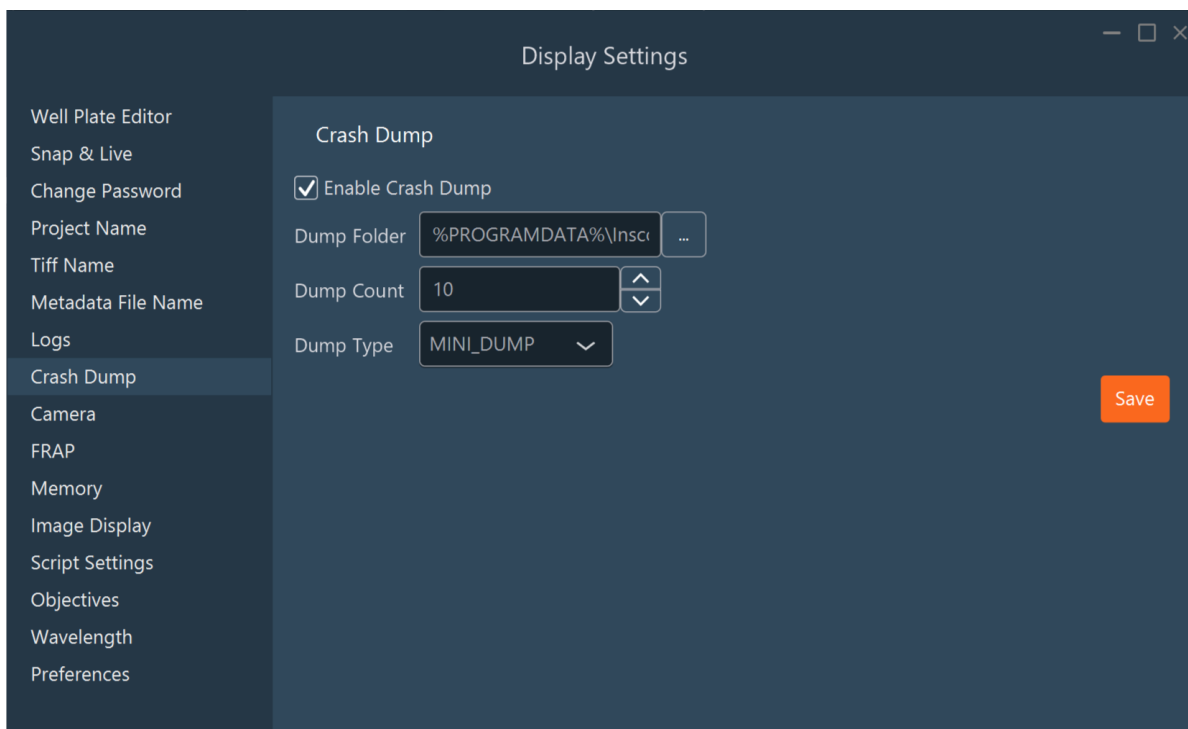 Display Settings
Well Plate Editor
Snap & Live
Change Password
Project Name
Tiff Name
Metadata File Name
Logs
Crash Dump
Camera
FRAP
Memory
Image Display
Script Settings
Objectives
Wavelength
Preferences
Crash Dump
Enable Crash Dump
Dump Folder %PROGRAMDATA%\Insc ...
Dump Count 10
Dump Type MINI_DUMP
Save